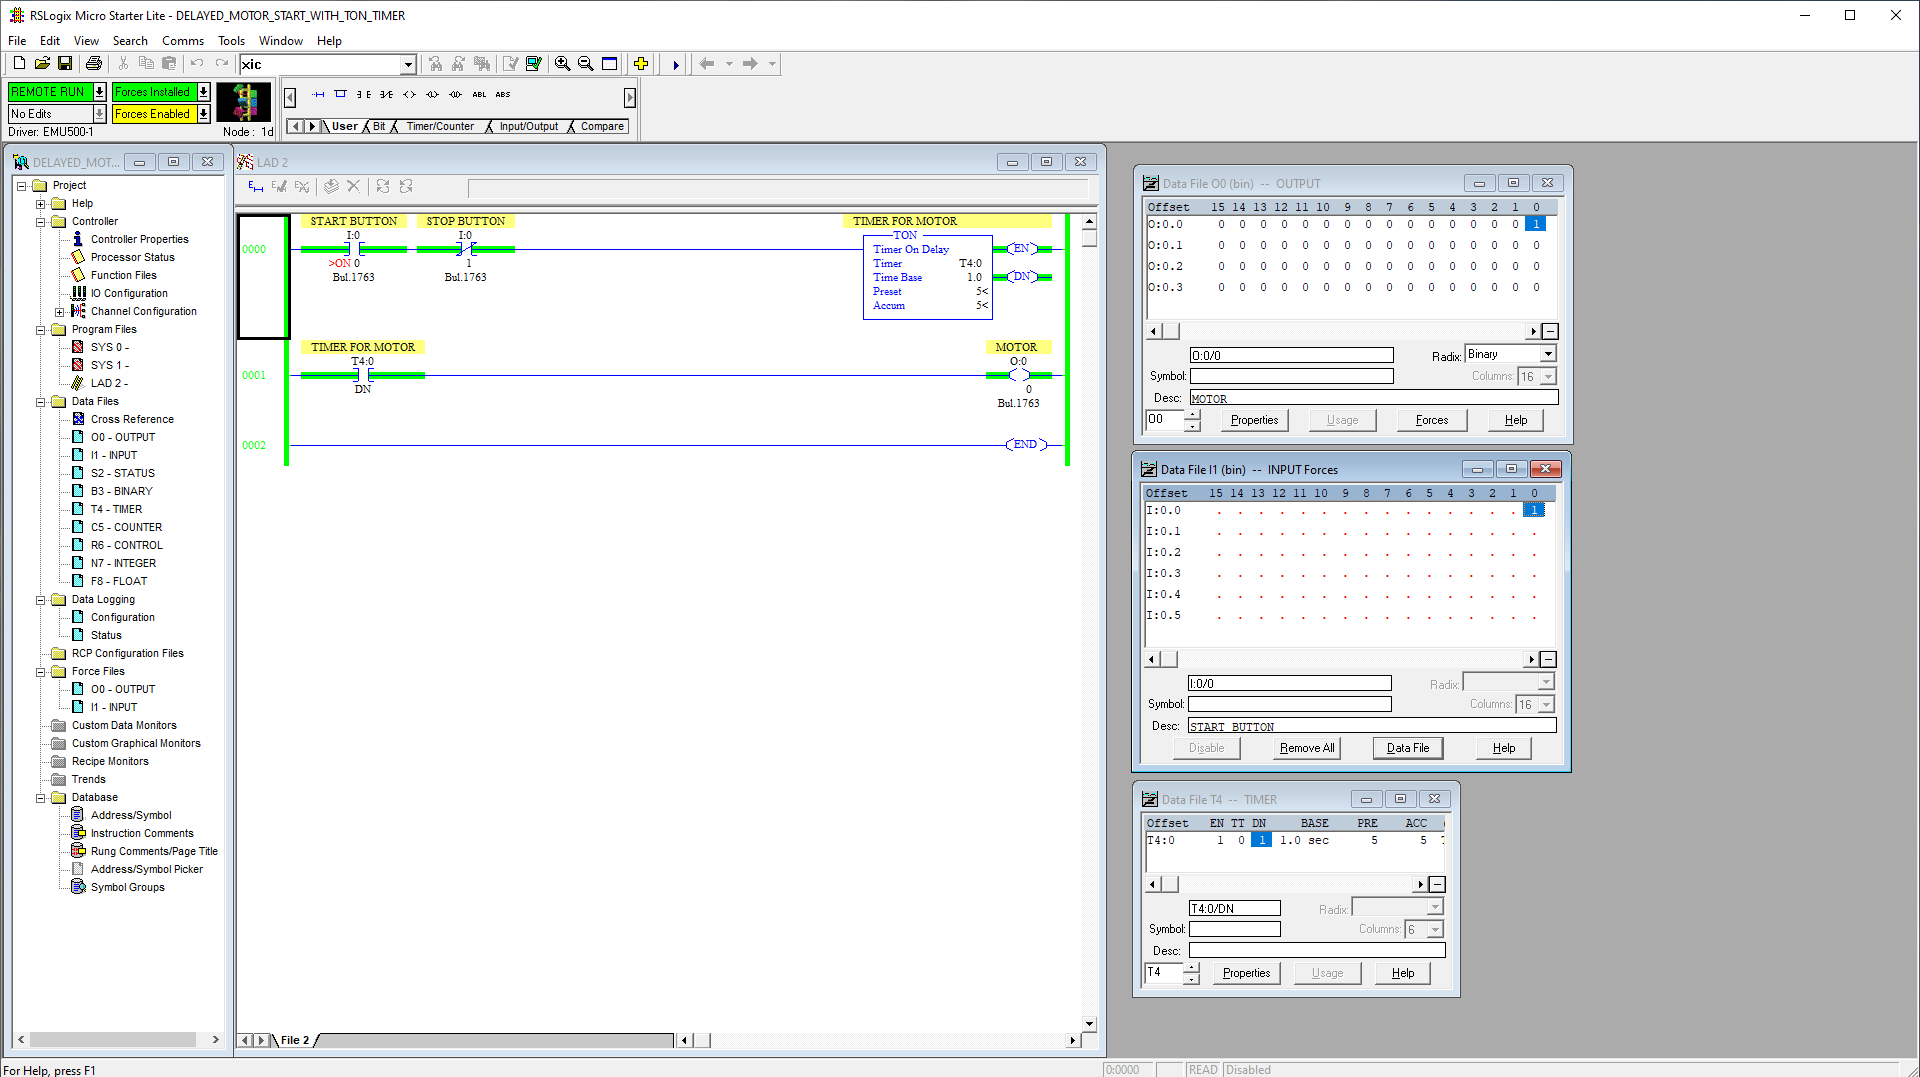 RSLogix Micro Starter Lite - DELAYED_MOTOR_START_WITH_TON_TIMER
File Edit View Search Comms Tools Window Help
xic
REMOTE RUN Forces Installed
No Edits Forces Enabled
Driver: EMU500-1 Node : 1d
ABL ABS
User Bit Timer/Counter Input/Output Compare
DELAYED_MOT...
Project
Help
Controller
Controller Properties
Processor Status
Function Files
IO Configuration
Channel Configuration
Program Files
SYS 0 -
SYS 1 -
LAD 2 -
Data Files
Cross Reference
O0 - OUTPUT
I1 - INPUT
S2 - STATUS
B3 - BINARY
T4 - TIMER
C5 - COUNTER
R6 - CONTROL
N7 - INTEGER
F8 - FLOAT
Data Logging
Configuration
Status
RCP Configuration Files
Force Files
O0 - OUTPUT
I1 - INPUT
Custom Data Monitors
Custom Graphical Monitors
Recipe Monitors
Trends
Database
Address/Symbol
Instruction Comments
Rung Comments/Page Title
Address/Symbol Picker
Symbol Groups
LAD 2
START BUTTON STOP BUTTON TIMER FOR MOTOR
I:0 I:0 TON
0000 Timer On Delay EN
>ON 0 1 Timer T4:0
Bul.1763 Bul.1763 Time Base 1.0 DN
Preset 5<
Accum 5<
TIMER FOR MOTOR MOTOR
T4:0 O:0
0001
DN 0
Bul.1763
0002 END
File 2
Data File O0 (bin) -- OUTPUT
Offset 15 14 13 12 11 10 9 8 7 6 5 4 3 2 1 0
O:0.0 0 0 0 0 0 0 0 0 0 0 0 0 0 0 0 1
O:0.1 0 0 0 0 0 0 0 0 0 0 0 0 0 0 0 0
O:0.2 0 0 0 0 0 0 0 0 0 0 0 0 0 0 0 0
O:0.3 0 0 0 0 0 0 0 0 0 0 0 0 0 0 0 0
O:0/0 Radix: Binary
Symbol: Columns: 16
Desc: MOTOR
O0 Properties Usage Forces Help
Data File I1 (bin) -- INPUT Forces
Offset 15 14 13 12 11 10 9 8 7 6 5 4 3 2 1 0
I:0.0 . . . . . . . . . . . . . . . 1
I:0.1 . . . . . . . . . . . . . . . .
I:0.2 . . . . . . . . . . . . . . . .
I:0.3 . . . . . . . . . . . . . . . .
I:0.4 . . . . . . . . . . . . . . . .
I:0.5 . . . . . . . . . . . . . . . .
I:0/0 Radix:
Symbol: Columns: 16
Desc: START BUTTON
Disable Remove All Data File Help
Data File T4 -- TIMER
Offset EN TT DN BASE PRE ACC
T4:0 1 0 1 1.0 sec 5 5
T4:0/DN Radix:
Symbol: Columns: 6
Desc:
T4 Properties Usage Help
For Help, press F1 0:0000 READ Disabled